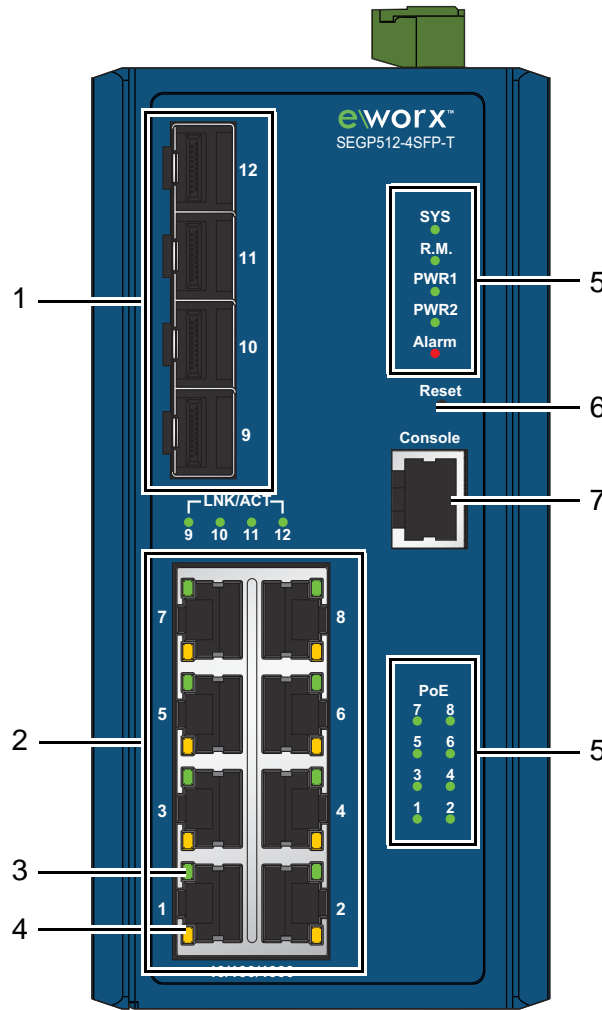 e\worx™
SEGP512-4SFP-T
12
11
10
9
1
SYS
R.M.
PWR1
PWR2
Alarm
5
Reset
6
Console
7
LNK/ACT
9 10 11 12
7 8
5 6
3 4
1 2
2
3
4
PoE
7 8
5 6
3 4
1 2
5